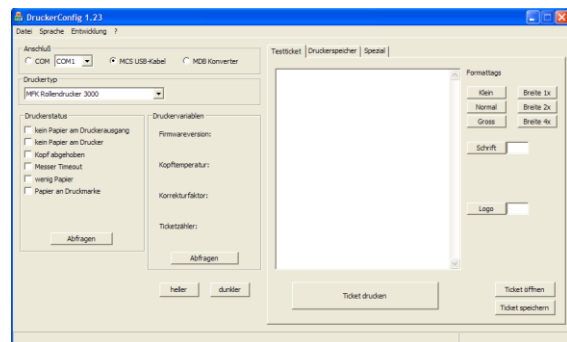 DruckerConfig 1.23
Datei Sprache Entwicklung ?
Anschluß
COM COM1 MCS USB-Kabel MDB Konverter
Druckertyp
MFK Rollendrucker 3000
Druckerstatus
kein Papier am Druckerausgang
kein Papier am Drucker
Kopf abgehoben
Messer Timeout
wenig Papier
Papier an Druckmarke
Abfragen
Druckervariablen
Firmwareversion:
Kopftemperatur:
Korrekturfaktor:
Ticketzähler:
Abfragen
heller dunkler
Testticket Druckerspeicher Spezial
Formattags
Klein Breite 1x
Normal Breite 2x
Gross Breite 4x
Schrift
Logo
Ticket drucken
Ticket öffnen
Ticket speichern